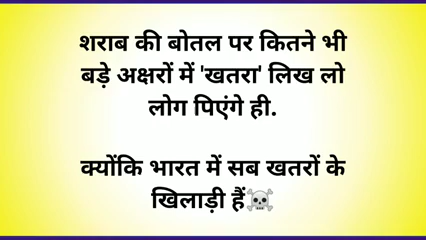 शराब की बोतल पर कितने भी
बड़े अक्षरों में 'खतरा' लिख लो
लोग पिएंगे ही.
क्योंकि भारत में सब खतरों के
खिलाड़ी हैं☠️